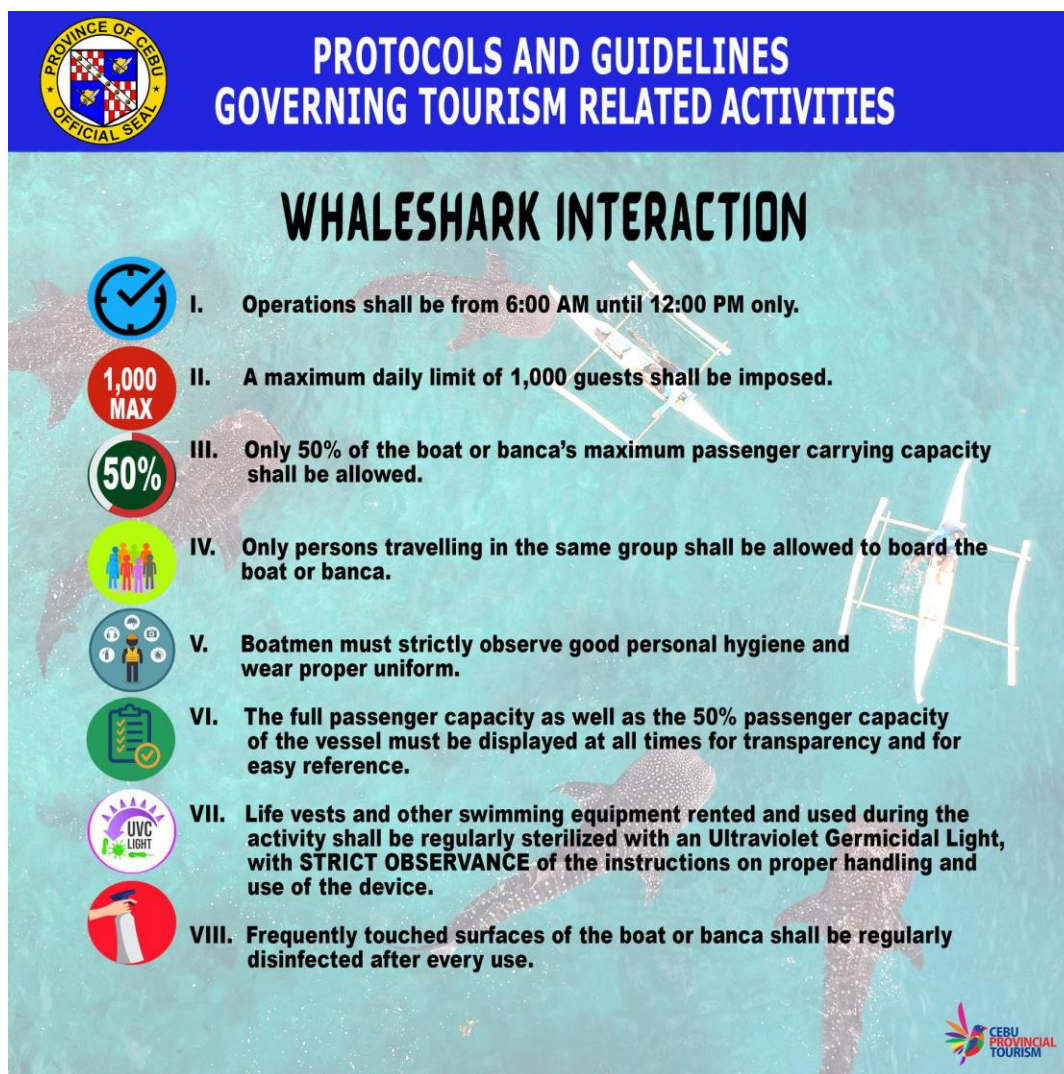 PROVINCE OF CEBU
OFFICIAL SEAL
PROTOCOLS AND GUIDELINES
GOVERNING TOURISM RELATED ACTIVITIES
WHALESHARK INTERACTION
I. Operations shall be from 6:00 AM until 12:00 PM only.
1,000
MAX
II. A maximum daily limit of 1,000 guests shall be imposed.
50%
III. Only 50% of the boat or banca's maximum passenger carrying capacity
shall be allowed.
IV. Only persons travelling in the same group shall be allowed to board the
boat or banca.
V. Boatmen must strictly observe good personal hygiene and
wear proper uniform.
VI. The full passenger capacity as well as the 50% passenger capacity
of the vessel must be displayed at all times for transparency and for
easy reference.
UVC
LIGHT
VII. Life vests and other swimming equipment rented and used during the
activity shall be regularly sterilized with an Ultraviolet Germicidal Light,
with STRICT OBSERVANCE of the instructions on proper handling and
use of the device.
VIII. Frequently touched surfaces of the boat or banca shall be regularly
disinfected after every use.
CEBU
PROVINCIAL
TOURISM